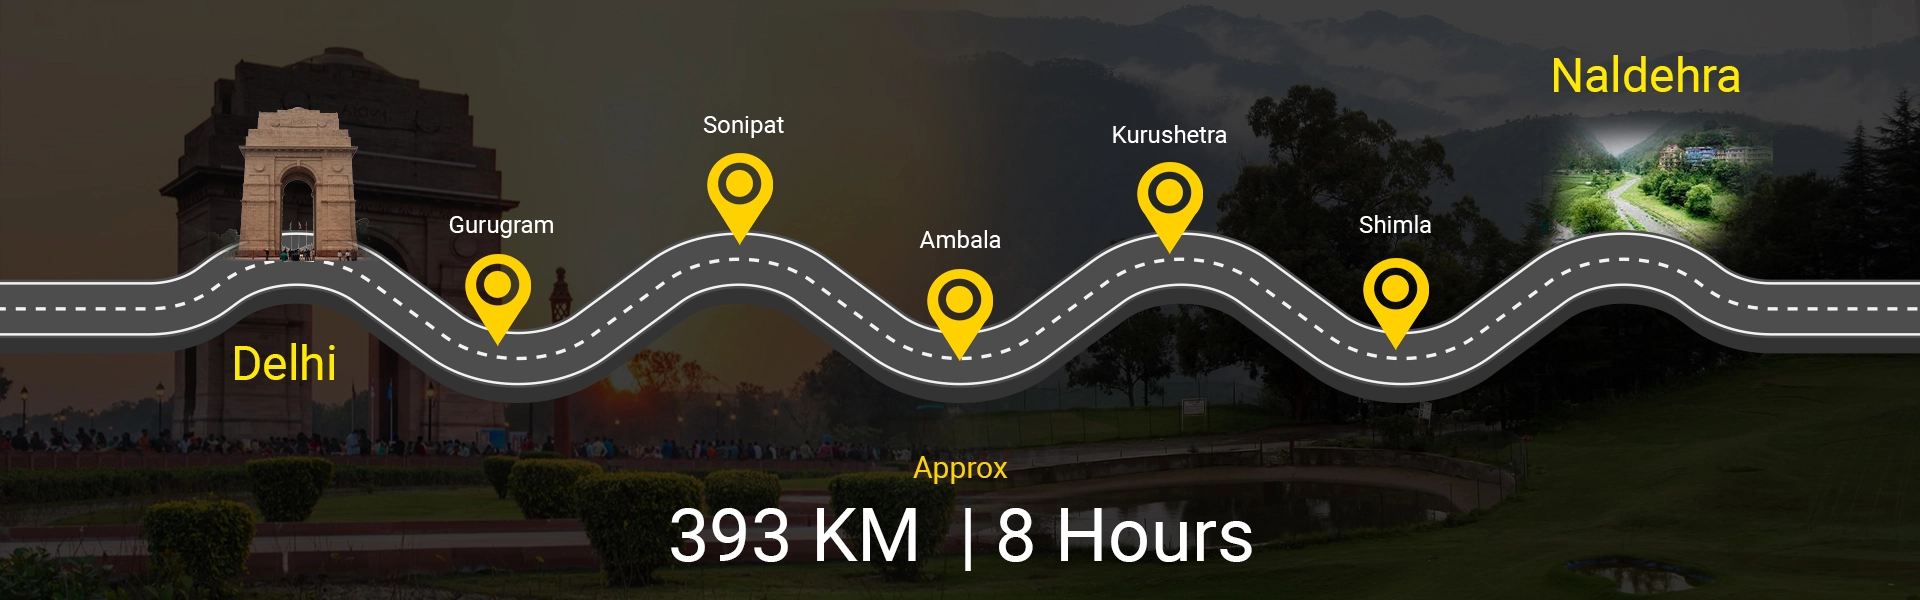 Naldehra
Sonipat
Kurushetra
Gurugram
Shimla
Ambala
Delhi
Approx
393 KM | 8 Hours